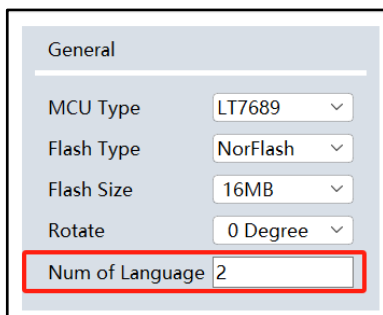 General
MCU Type LT7689
Flash Type NorFlash
Flash Size 16MB
Rotate 0 Degree
Num of Language 2